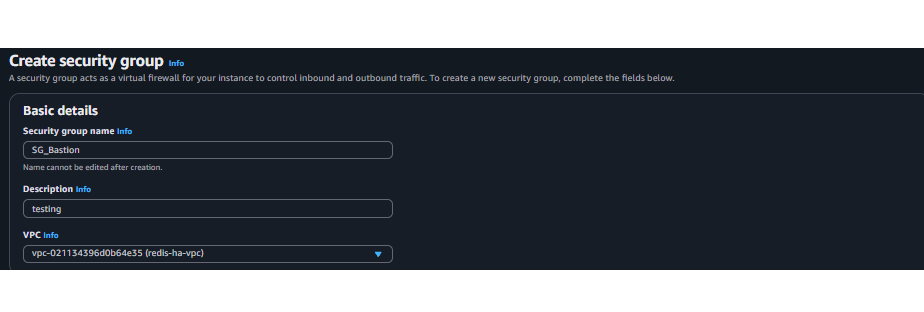 Create security group Info
A security group acts as a virtual firewall for your instance to control inbound and outbound traffic. To create a new security group, complete the fields below.
Basic details
Security group name Info
SG_Bastion
Name cannot be edited after creation.
Description Info
testing
VPC Info
vpc-021134396d0b64e35 (redis-ha-vpc)